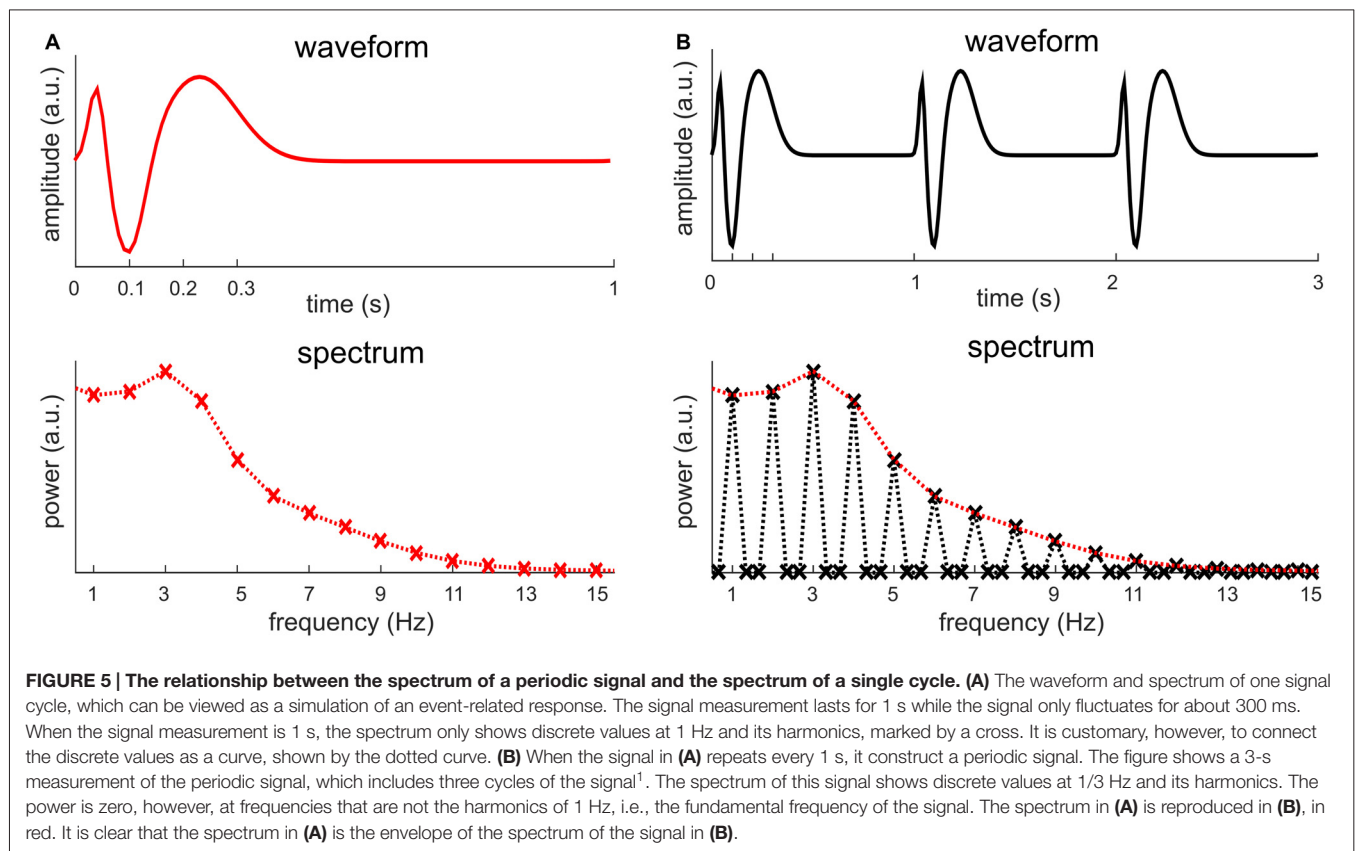 A
waveform
amplitude (a.u.)
0 0.1 0.2 0.3 1
time (s)
spectrum
power (a.u.)
1 3 5 7 9 11 13 15
frequency (Hz)
B
waveform
amplitude (a.u.)
0 1 2 3
time (s)
spectrum
power (a.u.)
1 3 5 7 9 11 13 15
frequency (Hz)
FIGURE 5 | The relationship between the spectrum of a periodic signal and the spectrum of a single cycle. (A) The waveform and spectrum of one signal
cycle, which can be viewed as a simulation of an event-related response. The signal measurement lasts for 1 s while the signal only fluctuates for about 300 ms.
When the signal measurement is 1 s, the spectrum only shows discrete values at 1 Hz and its harmonics, marked by a cross. It is customary, however, to connect
the discrete values as a curve, shown by the dotted curve. (B) When the signal in (A) repeats every 1 s, it construct a periodic signal. The figure shows a 3-s
measurement of the periodic signal, which includes three cycles of the signal¹. The spectrum of this signal shows discrete values at 1/3 Hz and its harmonics. The
power is zero, however, at frequencies that are not the harmonics of 1 Hz, i.e., the fundamental frequency of the signal. The spectrum in (A) is reproduced in (B), in
red. It is clear that the spectrum in (A) is the envelope of the spectrum of the signal in (B).